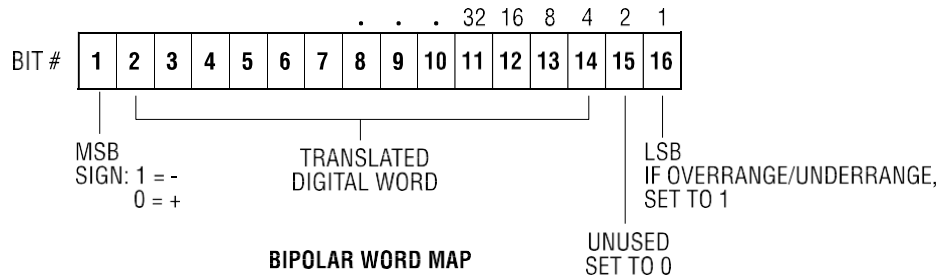 . . . 32 16 8 4 2 1
BIT # 1 2 3 4 5 6 7 8 9 10 11 12 13 14 15 16
MSB
SIGN: 1 = -
0 = +
TRANSLATED
DIGITAL WORD
LSB
IF OVERRANGE/UNDERRANGE,
SET TO 1
UNUSED
SET TO 0
BIPOLAR WORD MAP